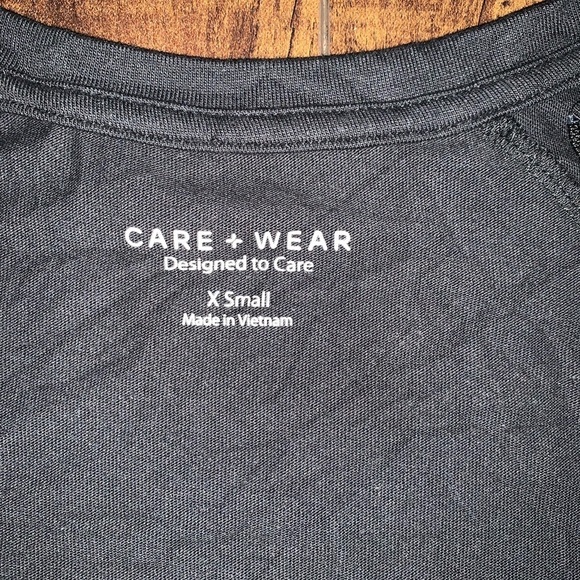 CARE + WEAR
Designed to Care
X Small
Made in Vietnam